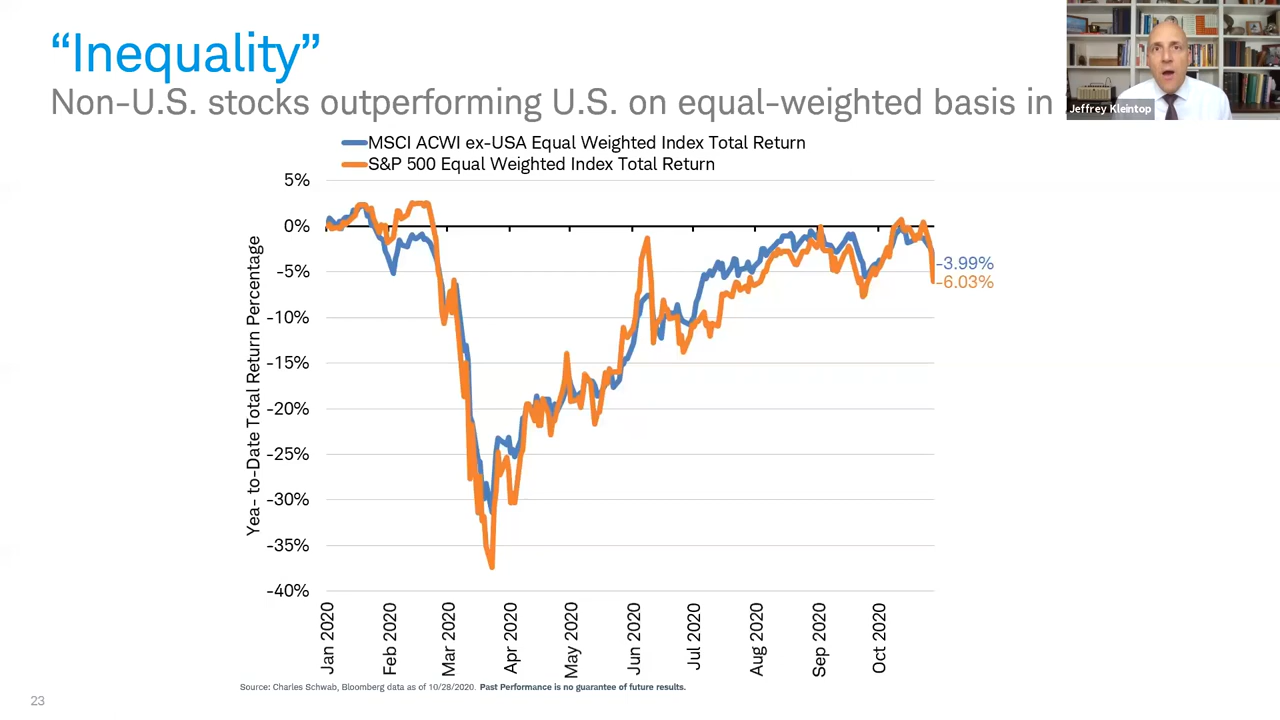 “Inequality”
Non-U.S. stocks outperforming U.S. on equal-weighted basis in
Jeffrey Kleintop
MSCI ACWI ex-USA Equal Weighted Index Total Return
S&P 500 Equal Weighted Index Total Return
Yea- to-Date Total Return Percentage
5%
0%
-5%
-10%
-15%
-20%
-25%
-30%
-35%
-40%
-3.99%
-6.03%
Jan 2020
Feb 2020
Mar 2020
Apr 2020
May 2020
Jun 2020
Jul 2020
Aug 2020
Sep 2020
Oct 2020
Source: Charles Schwab, Bloomberg data as of 10/28/2020. Past Performance is no guarantee of future results.
23